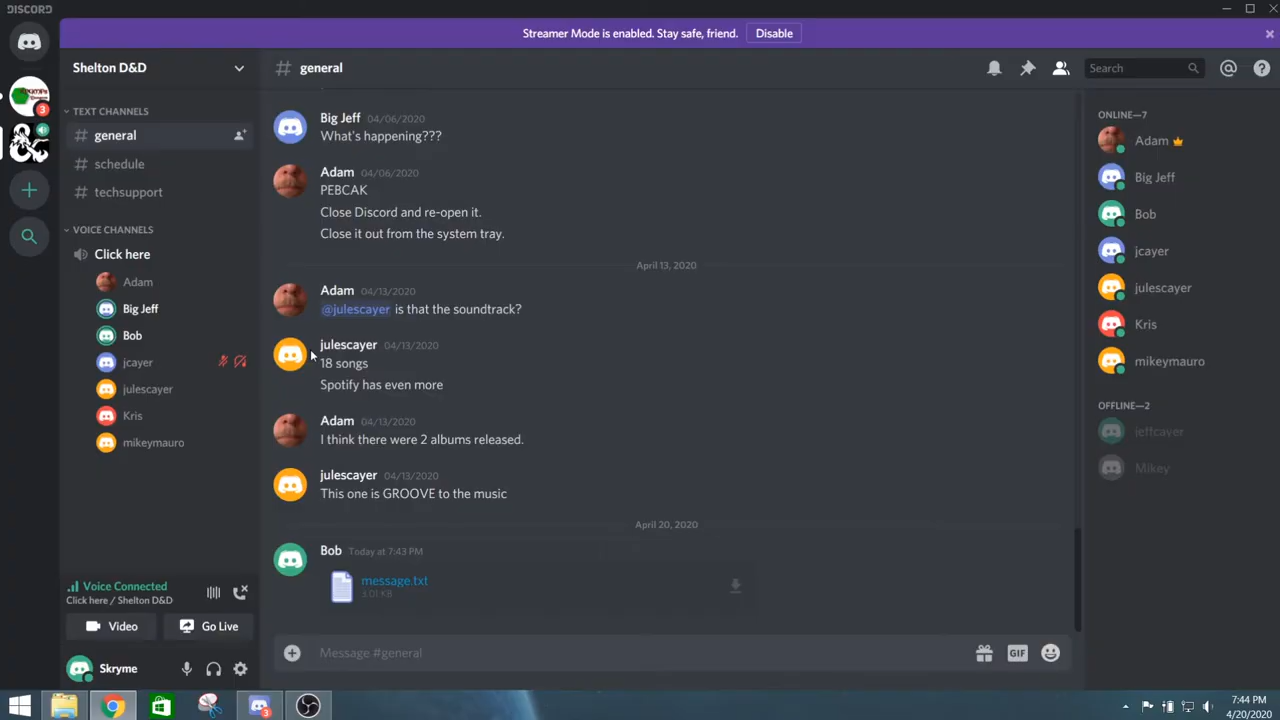 DISCORD
Streamer Mode is enabled. Stay safe, friend.
Disable
Shelton D&D
general
Search
TEXT CHANNELS
general
schedule
techsupport
VOICE CHANNELS
Click here
Adam
Big Jeff
Bob
jcayer
julescayer
Kris
mikeymauro
Voice Connected
Click here / Shelton D&D
Video
Go Live
Skryme
Big Jeff 04/06/2020
What's happening???
Adam 04/06/2020
PEBCAK
Close Discord and re-open it.
Close it out from the system tray.
April 13, 2020
Adam 04/13/2020
@julescayer is that the soundtrack?
julescayer 04/13/2020
18 songs
Spotify has even more
Adam 04/13/2020
I think there were 2 albums released.
julescayer 04/13/2020
This one is GROOVE to the music
April 20, 2020
Bob Today at 7:43 PM
message.txt
3.01 KB
Message #general
GIF
ONLINE—7
Adam
Big Jeff
Bob
jcayer
julescayer
Kris
mikeymauro
OFFLINE—2
jeffcayer
Mikey
3
3
7:44 PM
4/20/2020